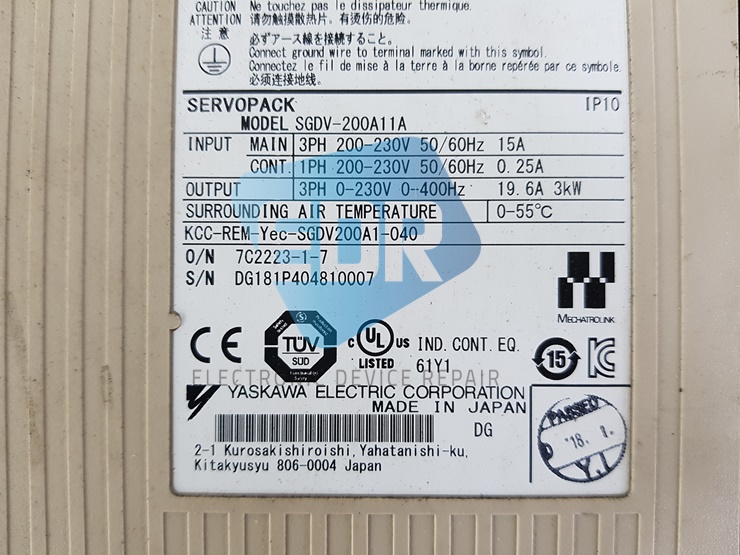 CAUTION Ne touchez pas le dissipateur thermique.
ATTENTION 请勿触摸散热片。有烫伤的危险。
注 意 必ずアース線を接続すること。
Connect ground wire to terminal marked with this symbol.
Connectez le fil de mise à la terre à la borne repérée par ce symbole.
必须连接地线。
SERVOPACK IP10
MODEL SGDV-200A11A
INPUT MAIN 3PH 200-230V 50/60Hz 15A
CONT. 1PH 200-230V 50/60Hz 0.25A
OUTPUT 3PH 0-230V 0-400Hz 19.6A 3kW
SURROUNDING AIR TEMPERATURE 0-55℃
KCC-REM-Yec-SGDV200A1-040
EDR
O/N 7C2223-1-7
S/N DG181P404810007
MECHATROLINK
CE TÜV SÜD c UL US LISTED IND. CONT. EQ. 61Y1 15
ELECTRONIC DEVICE REPAIR
YASKAWA ELECTRIC CORPORATION
MADE IN JAPAN
DG
PASSED
'18. 8.
Y.I
2-1 Kurosakishiroishi, Yahatanishi-ku,
Kitakyusyu 806-0004 Japan